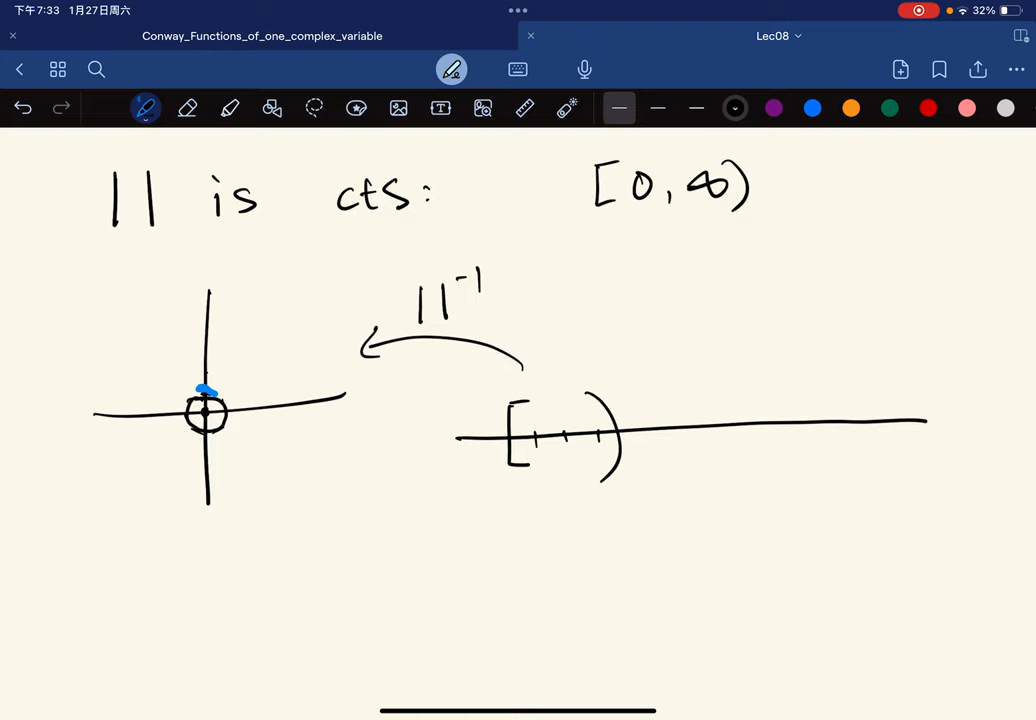 下午7:33 1月27日周六
32%
Conway_Functions_of_one_complex_variable
Lec08
|| is cts: [0, ∞)
||⁻¹